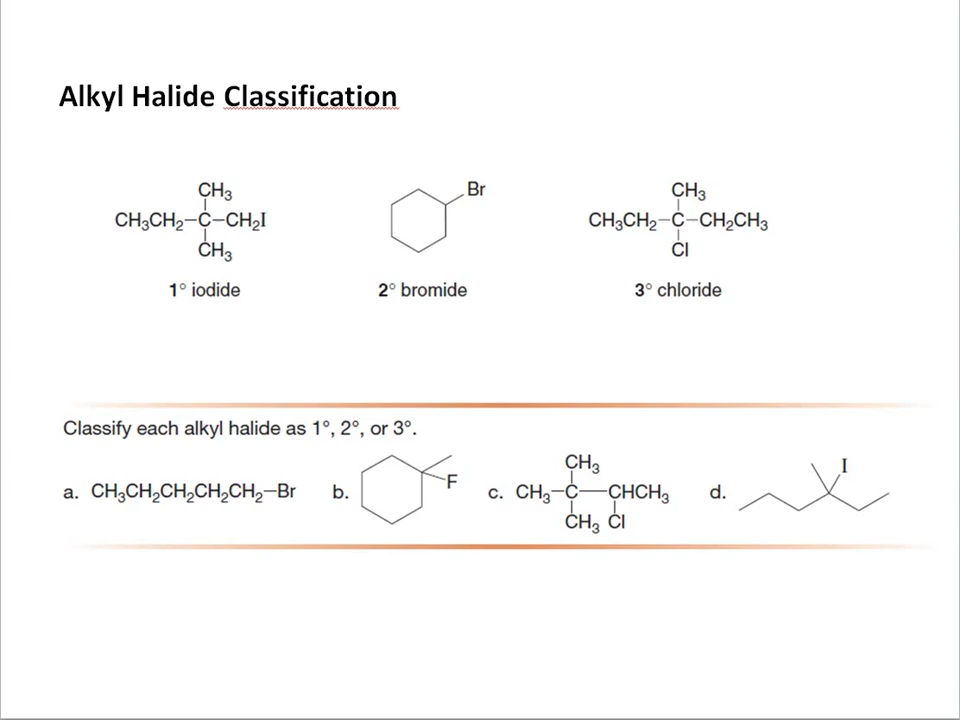 Alkyl Halide Classification
CH₃ Br CH₃
CH₃CH₂–C–CH₂I CH₃CH₂–C–CH₂CH₃
CH₃ Cl
1° iodide 2° bromide 3° chloride
Classify each alkyl halide as 1°, 2°, or 3°.
CH₃ I
a. CH₃CH₂CH₂CH₂CH₂–Br b. F c. CH₃–C–CHCH₃ d.
CH₃ Cl